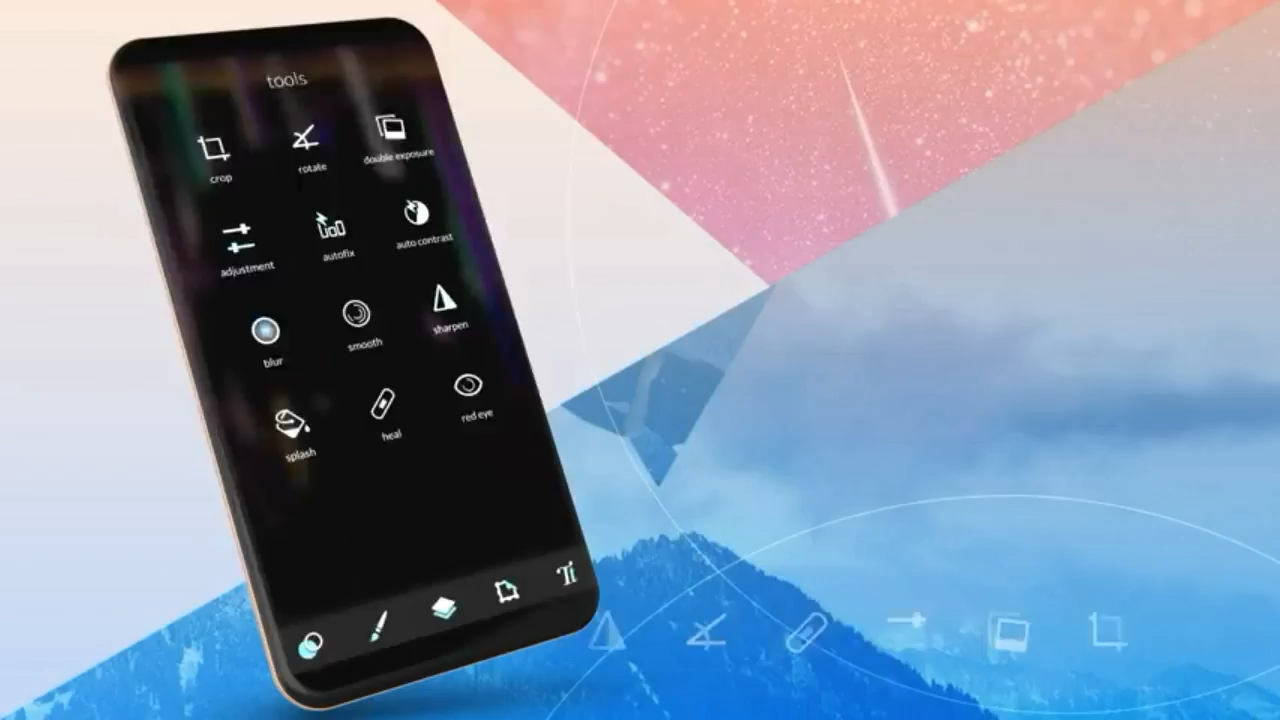 tools
crop
rotate
double exposure
adjustment
autofix
auto contrast
blur
smooth
sharpen
splash
heal
red eye